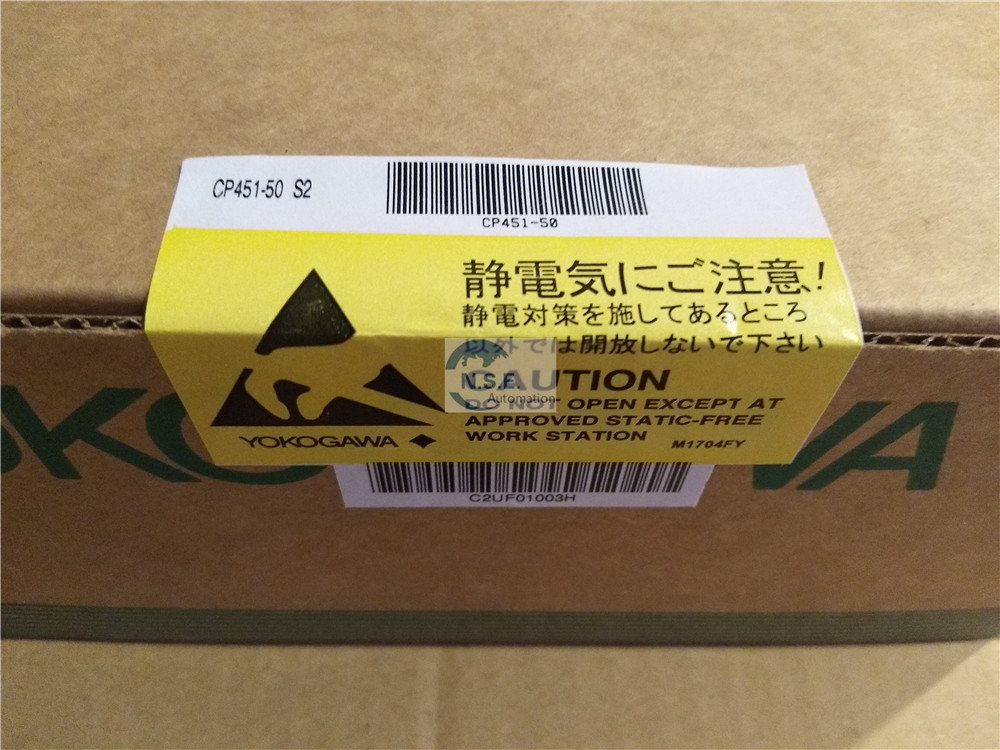 CP451-50 S2
CP451-50
静電気にご注意!
静電対策を施してあるところ
以外では開放しないで下さい
CAUTION
DO NOT OPEN EXCEPT AT
APPROVED STATIC-FREE
WORK STATION
M1704FY
YOKOGAWA
N.S.E
Automation
YOKOGAWA
C2UF01003H